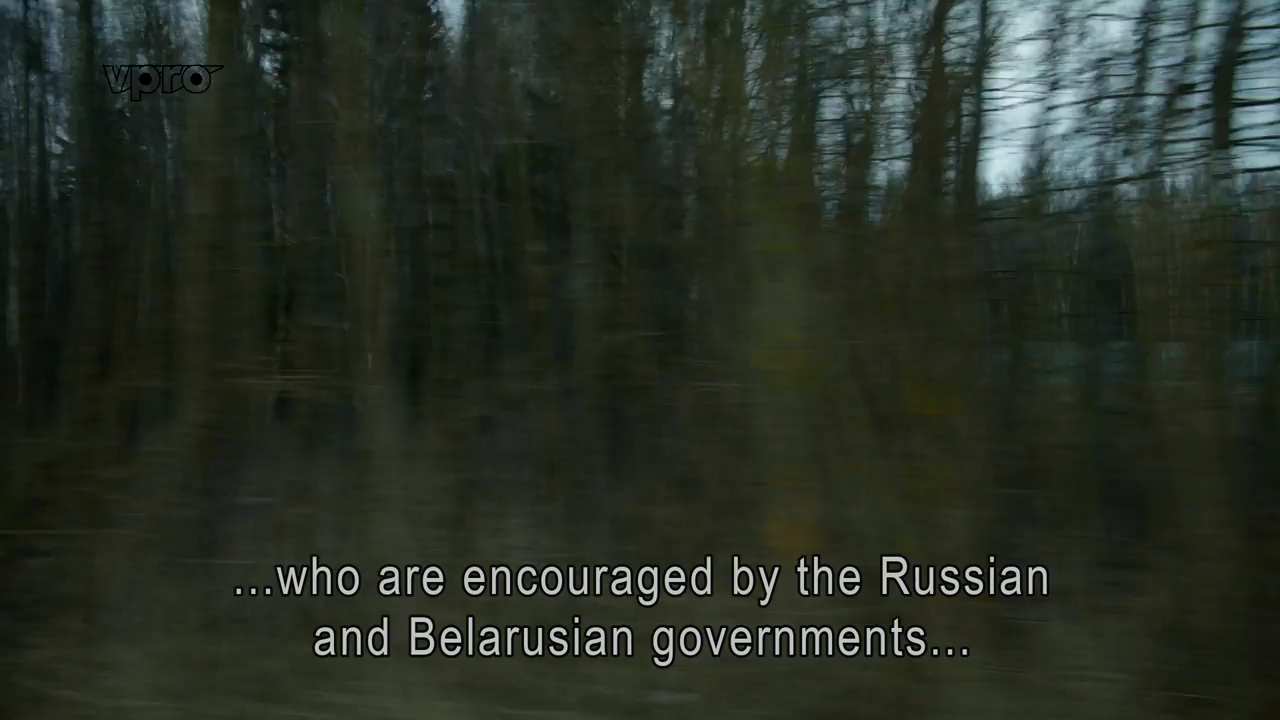 vpro
...who are encouraged by the Russian
and Belarusian governments...